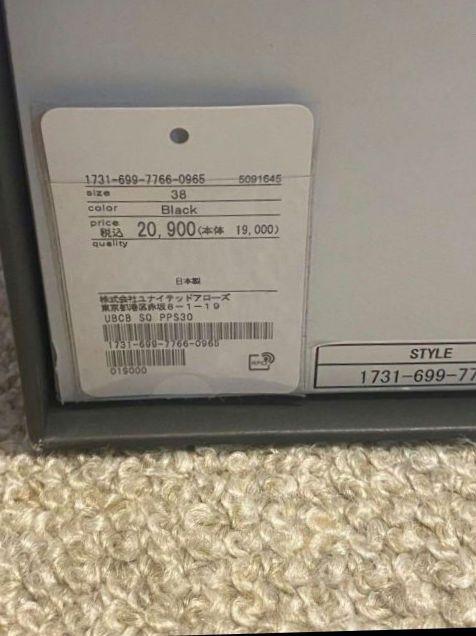 1731-699-7766-0965 5091645
size 38
color Black
price
税込 20,900(本体 19,000)
quality
日本製
株式会社ユナイテッドアローズ
東京都港区赤坂8-1-19
UBCB SQ PPS30
1731-699-7766-0965
019000
STYLE
1731-699-77